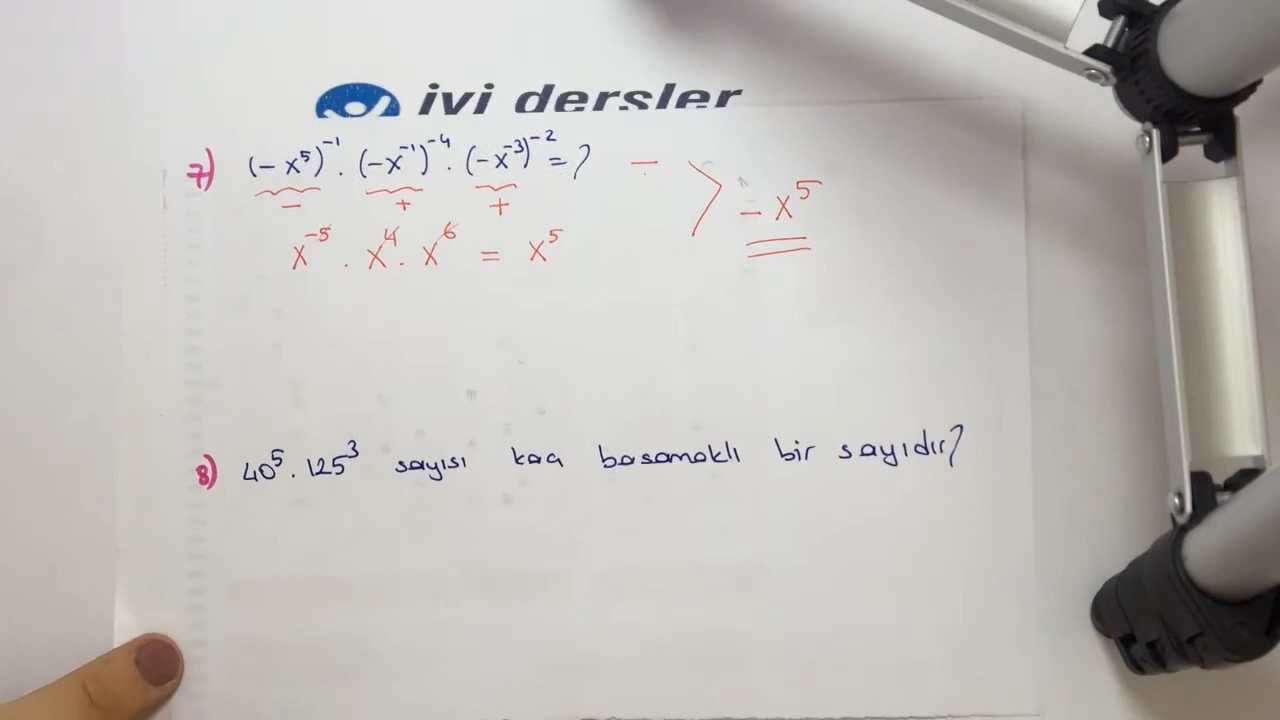 ivi dersler
7) (-x⁵)⁻¹ . (-x⁻¹)⁻⁴ . (-x⁻³)⁻² = ? - > -x⁵
- + +
x⁻⁵ . x⁴ . x⁶ = x⁵
8) 40⁵ . 125³ sayısı kaç basamaklı bir sayıdır?